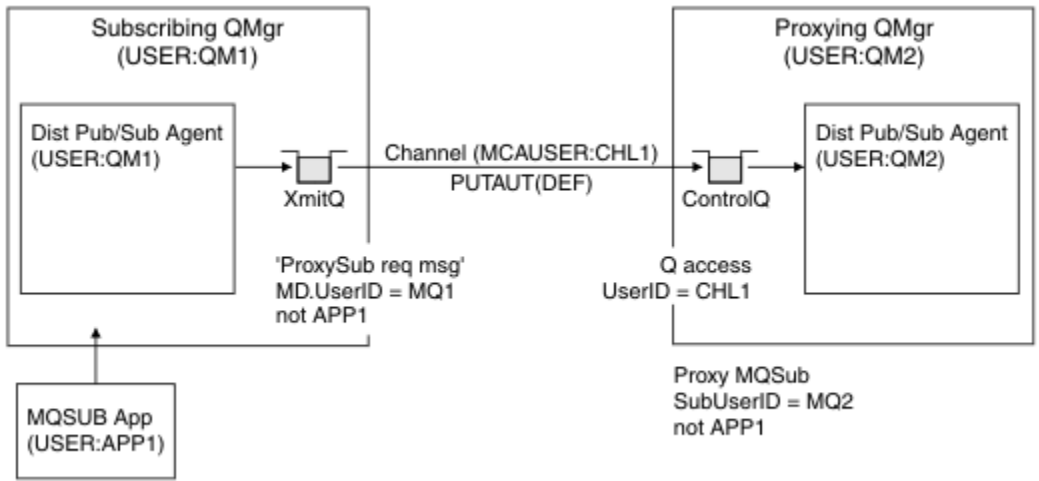 Subscribing QMgr
(USER:QM1)
Proxying QMgr
(USER:QM2)
Dist Pub/Sub Agent
(USER:QM1)
XmitQ
Channel (MCAUSER:CHL1)
PUTAUT(DEF)
ControlQ
Dist Pub/Sub Agent
(USER:QM2)
'ProxySub req msg'
MD.UserID = MQ1
not APP1
Q access
UserID = CHL1
MQSUB App
(USER:APP1)
Proxy MQSub
SubUserID = MQ2
not APP1